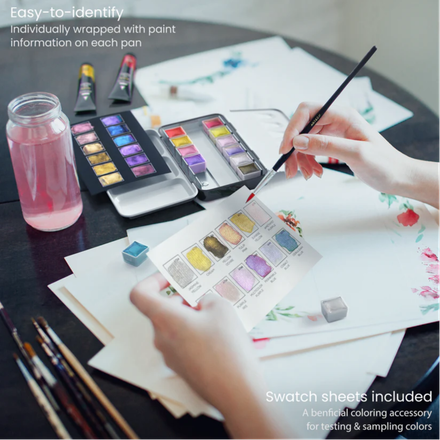 Easy-to-identify
Individually wrapped with paint
information on each pan
Swatch sheets included
A benficial coloring accessory
for testing & sampling colors